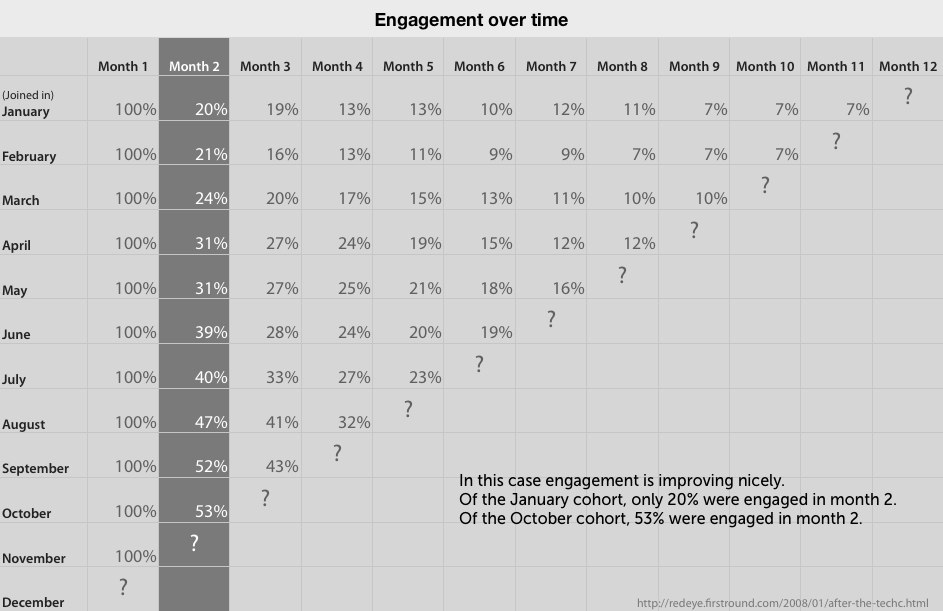 Engagement over time
Month 1 Month 2 Month 3 Month 4 Month 5 Month 6 Month 7 Month 8 Month 9 Month 10 Month 11 Month 12
(Joined in)
January 100% 20% 19% 13% 13% 10% 12% 11% 7% 7% 7% ?
February 100% 21% 16% 13% 11% 9% 9% 7% 7% 7% ?
March 100% 24% 20% 17% 15% 13% 11% 10% 10% ?
April 100% 31% 27% 24% 19% 15% 12% 12% ?
May 100% 31% 27% 25% 21% 18% 16% ?
June 100% 39% 28% 24% 20% 19% ?
July 100% 40% 33% 27% 23% ?
August 100% 47% 41% 32% ?
September 100% 52% 43% ?
October 100% 53% ?
November 100% ?
December ?
In this case engagement is improving nicely.
Of the January cohort, only 20% were engaged in month 2.
Of the October cohort, 53% were engaged in month 2.
http://redeye.firstround.com/2008/01/after-the-techc.html